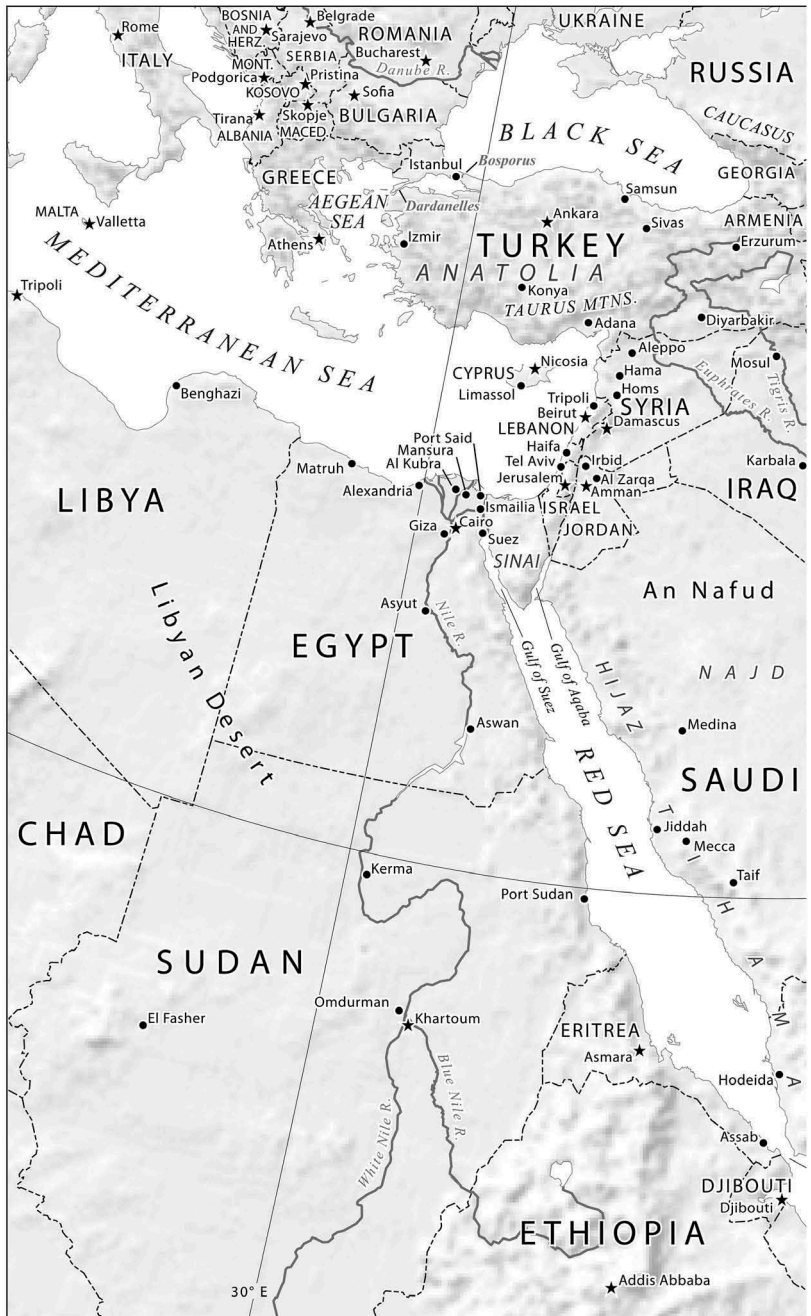 BOSNIA
AND
HERZ.
Sarajevo
Belgrade
ROMANIA
Bucharest
UKRAINE
Rome
ITALY
MONT.
SERBIA
Danube R.
RUSSIA
Podgorica
Pristina
KOSOVO
Sofia
Skopje
BULGARIA
Tirana
ALBANIA
MACED.
CAUCASUS
BLACK SEA
Istanbul
Bosporus
GREECE
GEORGIA
AEGEAN
SEA
Dardanelles
Samsun
MALTA
Valletta
Ankara
Sivas
ARMENIA
Athens
Izmir
TURKEY
Erzurum
MEDITERRANEAN SEA
ANATOLIA
Tripoli
Konya
TAURUS MTNS.
Adana
Diyarbakir
Aleppo
Mosul
CYPRUS
Nicosia
Hama
Euphrates R.
Tigris R.
Benghazi
Limassol
Homs
Tripoli
SYRIA
Beirut
Damascus
LEBANON
Port Said
Mansura
Al Kubra
Haifa
Tel Aviv
Irbid
Karbala
Matruh
Alexandria
Jerusalem
Al Zarqa
Amman
IRAQ
LIBYA
Ismailia
ISRAEL
Giza
Cairo
Suez
JORDAN
SINAI
An Nafud
Libyan Desert
Asyut
Nile R.
EGYPT
Gulf of Suez
Gulf of Aqaba
HIJAZ
NAJD
Aswan
Medina
RED SEA
SAUDI
CHAD
Jiddah
Mecca
TIHAMA
Kerma
Taif
Port Sudan
SUDAN
Omdurman
El Fasher
Khartoum
ERITREA
Asmara
White Nile R.
Blue Nile R.
Hodeida
Assab
DJIBOUTI
Djibouti
ETHIOPIA
30° E
Addis Abbaba